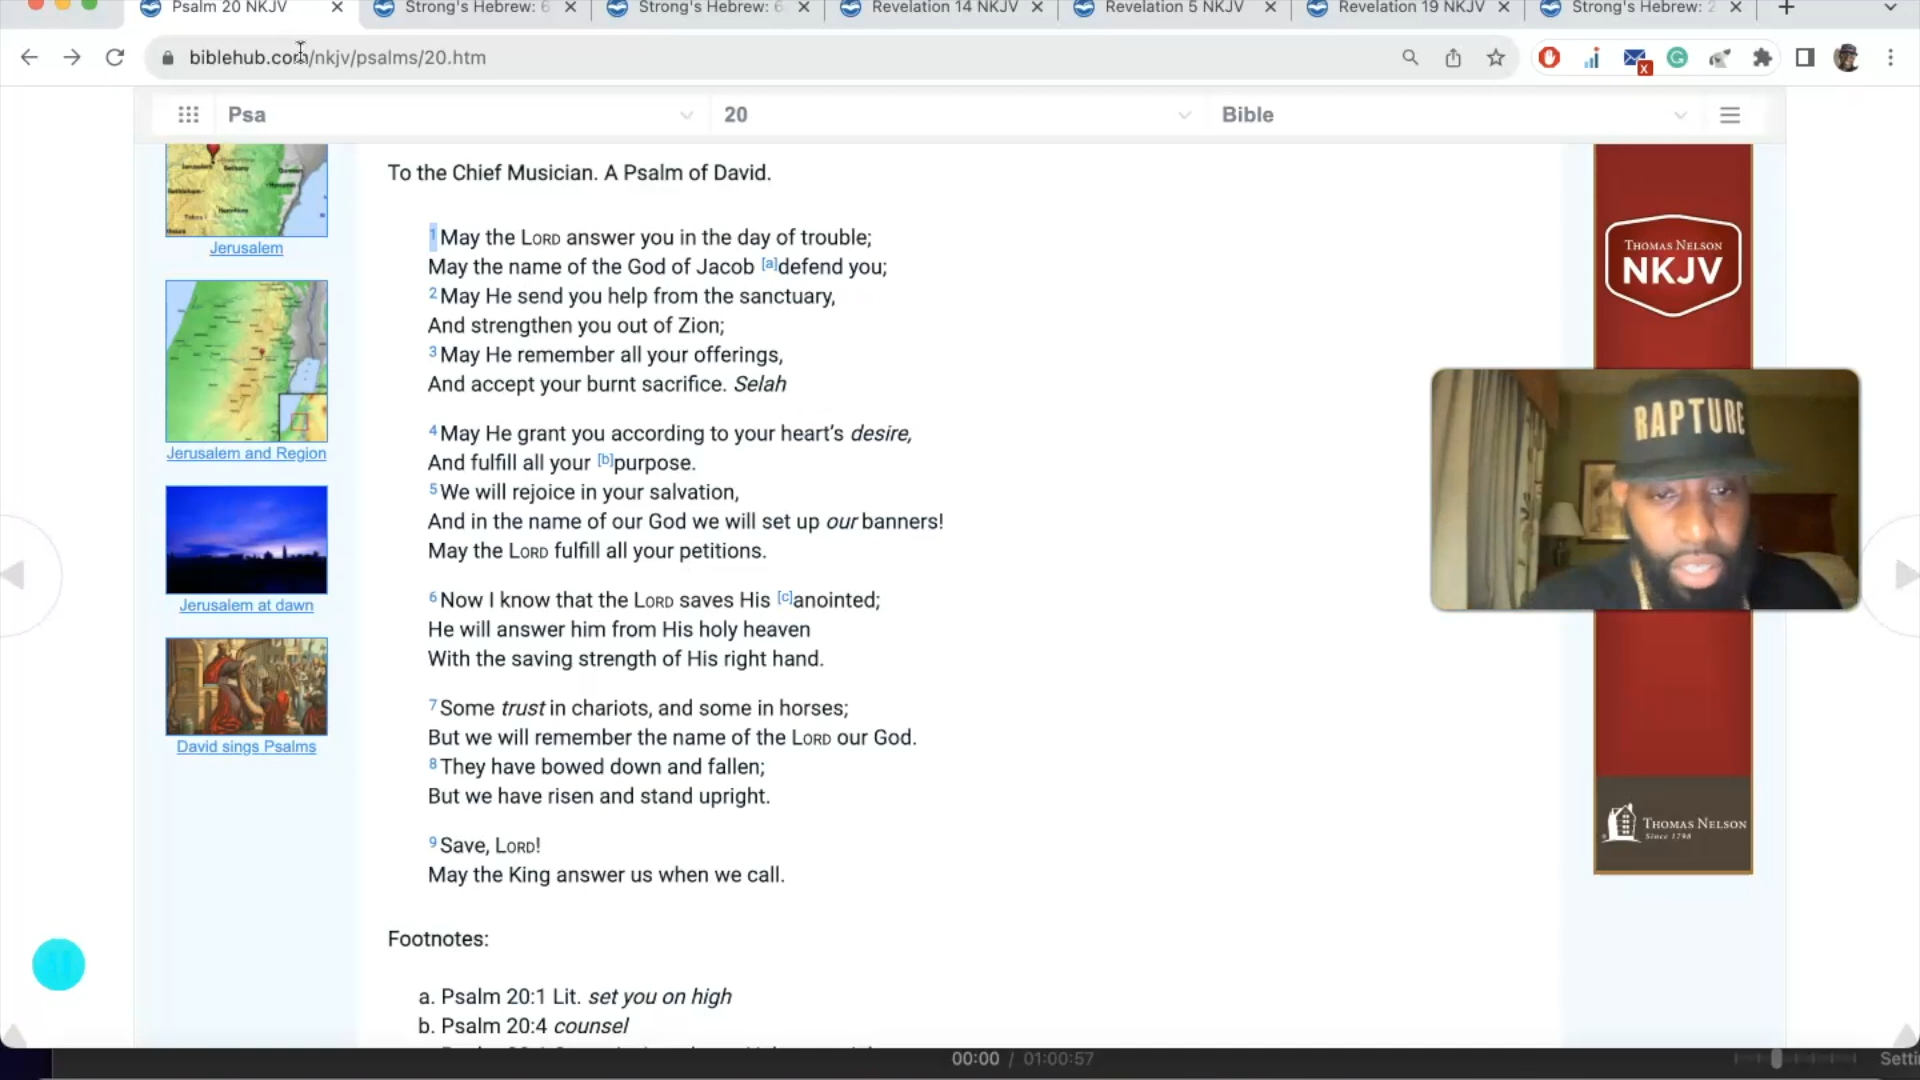 Psalm 20 NKJV
Strong's Hebrew: 6
Strong's Hebrew: 6
Revelation 14 NKJV
Revelation 5 NKJV
Revelation 19 NKJV
Strong's Hebrew: 2
biblehub.com/nkjv/psalms/20.htm
Psa
20
Bible
To the Chief Musician. A Psalm of David.
1 May the LORD answer you in the day of trouble;
May the name of the God of Jacob [a]defend you;
2 May He send you help from the sanctuary,
And strengthen you out of Zion;
3 May He remember all your offerings,
And accept your burnt sacrifice. Selah
4 May He grant you according to your heart’s desire,
And fulfill all your [b]purpose.
5 We will rejoice in your salvation,
And in the name of our God we will set up our banners!
May the LORD fulfill all your petitions.
6 Now I know that the LORD saves His [c]anointed;
He will answer him from His holy heaven
With the saving strength of His right hand.
7 Some trust in chariots, and some in horses;
But we will remember the name of the LORD our God.
8 They have bowed down and fallen;
But we have risen and stand upright.
9 Save, LORD!
May the King answer us when we call.
Footnotes:
a. Psalm 20:1 Lit. set you on high
b. Psalm 20:4 counsel
Jerusalem
Jerusalem and Region
Jerusalem at dawn
David sings Psalms
THOMAS NELSON
NKJV
RAPTURE
THOMAS NELSON
Since 1798
00:00 / 01:00:57
Setti